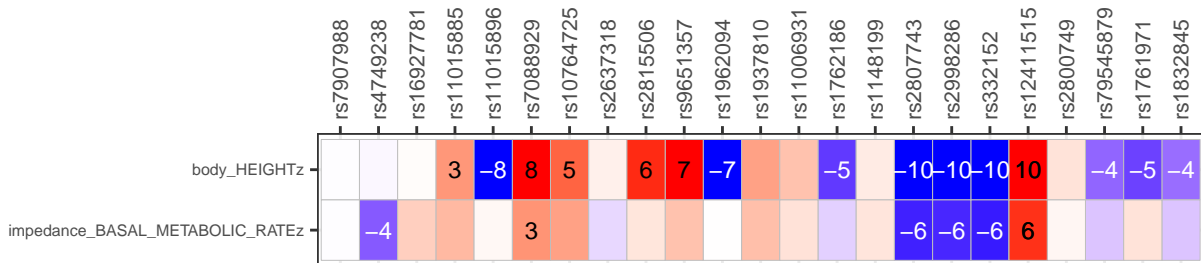 rs7907988
rs4749238
rs16927781
rs11015885
rs11015896
rs7088929
rs10764725
rs2637318
rs2815506
rs9651357
rs1962094
rs1937810
rs11006931
rs1762186
rs1148199
rs2807743
rs2998286
rs332152
rs12411515
rs2800749
rs79545879
rs1761971
rs1832845
body_HEIGHTz 3 −8 8 5 6 7 −7 −5 −10 −10 −10 10 −4 −5 −4
impedance_BASAL_METABOLIC_RATEz −4 3 −6 −6 −6 6